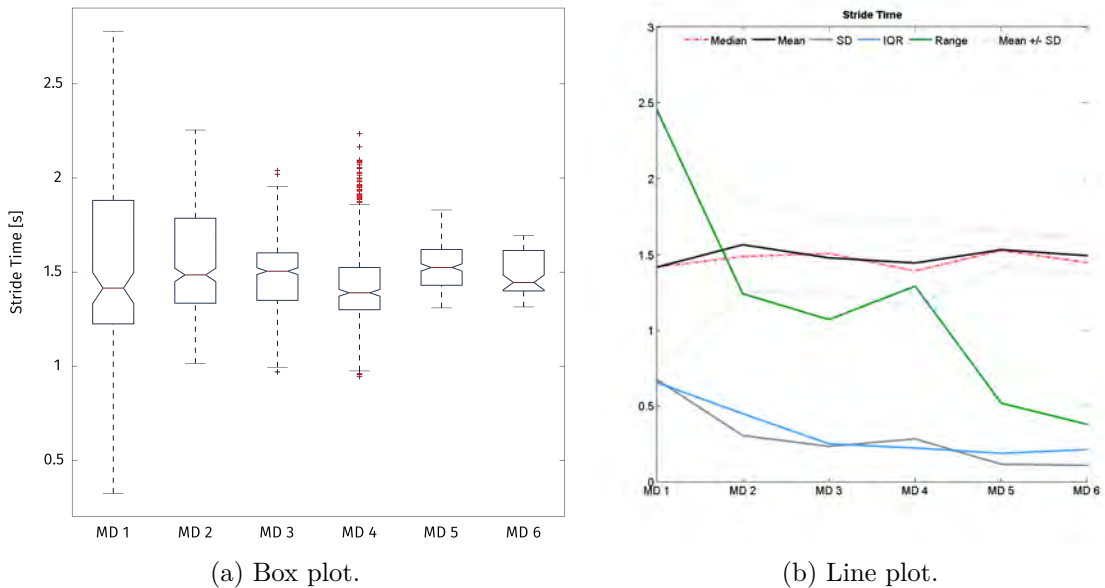 Stride Time [s]
2.5
2
1.5
1
0.5
MD 1 MD 2 MD 3 MD 4 MD 5 MD 6
(a) Box plot.
Stride Time
Median Mean SD IQR Range Mean +/- SD
3
2.5
2
1.5
1
0.5
0
MD 1 MD 2 MD 3 MD 4 MD 5 MD 6
(b) Line plot.